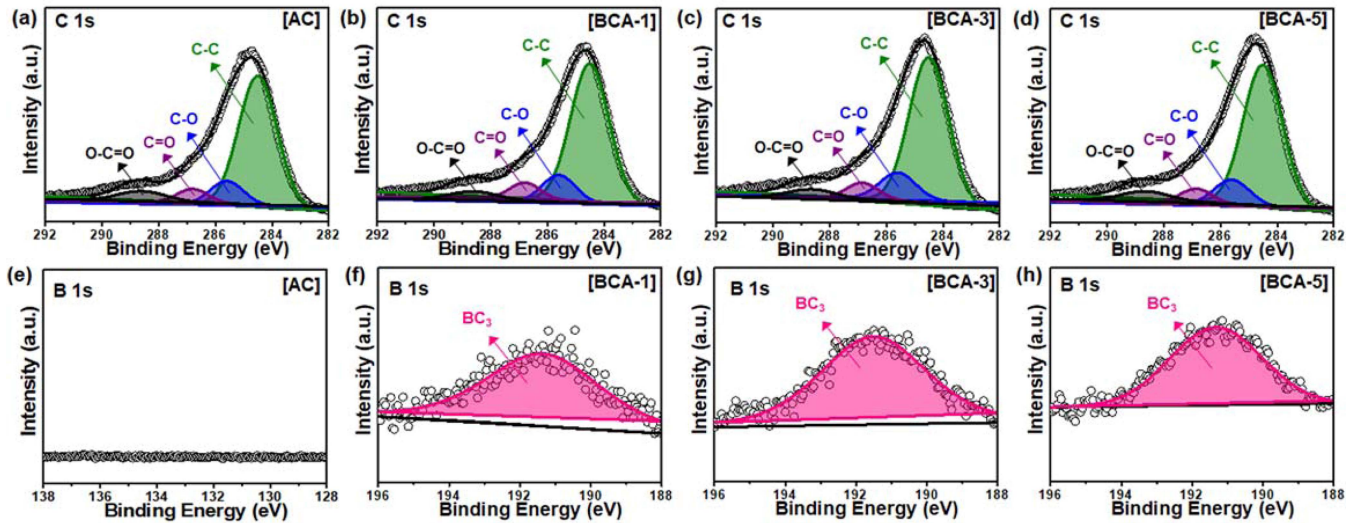 (a) C 1s [AC]
C-C
C-O
C=O
O-C=O
Intensity (a.u.)
292 290 288 286 284 282
Binding Energy (eV)
(b) C 1s [BCA-1]
C-C
C-O
C=O
O-C=O
Intensity (a.u.)
292 290 288 286 284 282
Binding Energy (eV)
(c) C 1s [BCA-3]
C-C
C-O
C=O
O-C=O
Intensity (a.u.)
292 290 288 286 284 282
Binding Energy (eV)
(d) C 1s [BCA-5]
C-C
C-O
C=O
O-C=O
Intensity (a.u.)
292 290 288 286 284 282
Binding Energy (eV)
(e) B 1s [AC]
Intensity (a.u.)
138 136 134 132 130 128
Binding Energy (eV)
(f) B 1s [BCA-1]
BC₃
Intensity (a.u.)
196 194 192 190 188
Binding Energy (eV)
(g) B 1s [BCA-3]
BC₃
Intensity (a.u.)
196 194 192 190 188
Binding Energy (eV)
(h) B 1s [BCA-5]
BC₃
Intensity (a.u.)
196 194 192 190 188
Binding Energy (eV)